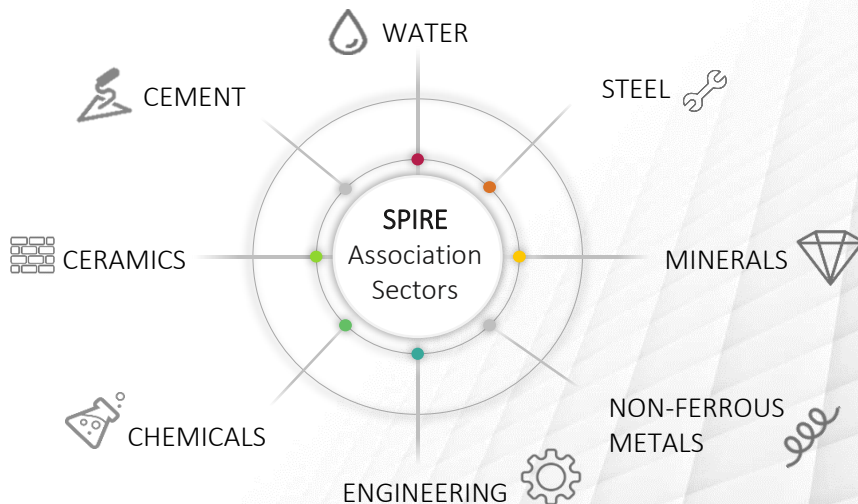 WATER
CEMENT
STEEL
SPIRE
Association
Sectors
CERAMICS
MINERALS
CHEMICALS
NON-FERROUS
METALS
ENGINEERING